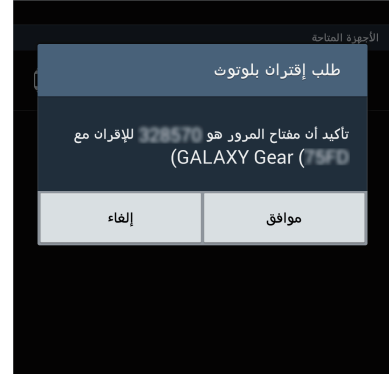 الأجهزة المتاحة
طلب إقتران بلوتوث
تأكيد أن مفتاح المرور هو 328570 للإقران مع
GALAXY Gear (75FD)
موافق
إلغاء